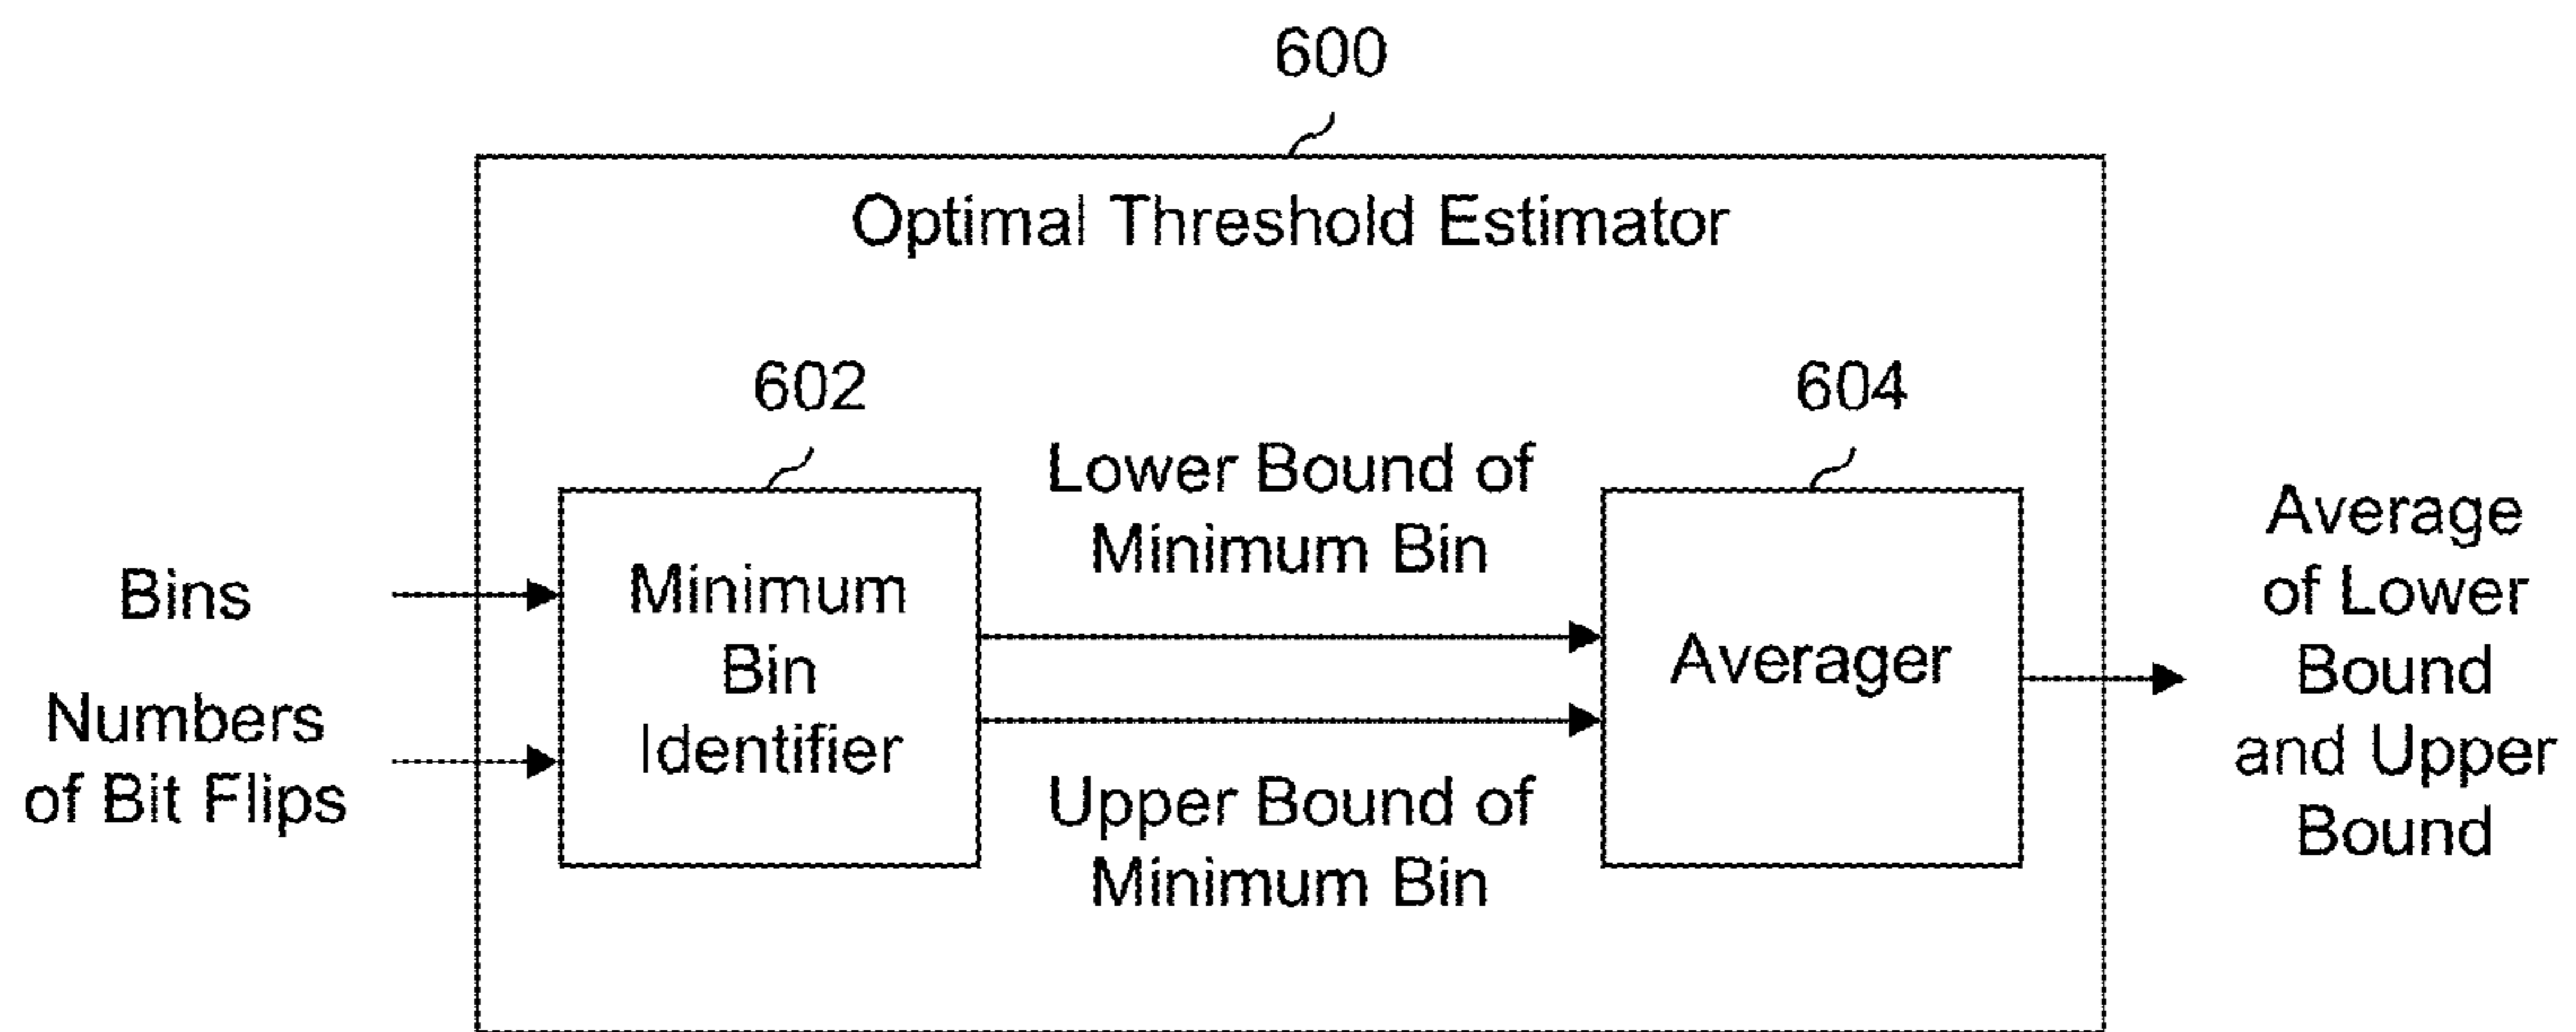 600
Optimal Threshold Estimator
602
604
Lower Bound of
Minimum Bin
Bins
Numbers
of Bit Flips
Minimum
Bin
Identifier
Upper Bound of
Minimum Bin
Averager
Average
of Lower
Bound
and Upper
Bound